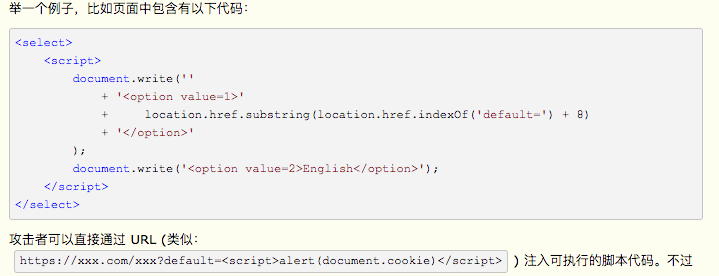 举一个例子，比如页面中包含有以下代码：
<select>
    <script>
        document.write(''
            + '<option value=1>'
            +     location.href.substring(location.href.indexOf('default=') + 8)
            + '</option>'
        );
        document.write('<option value=2>English</option>');
    </script>
</select>
攻击者可以直接通过 URL (类似：
https://xxx.com/xxx?default=<script>alert(document.cookie)</script> ) 注入可执行的脚本代码。不过